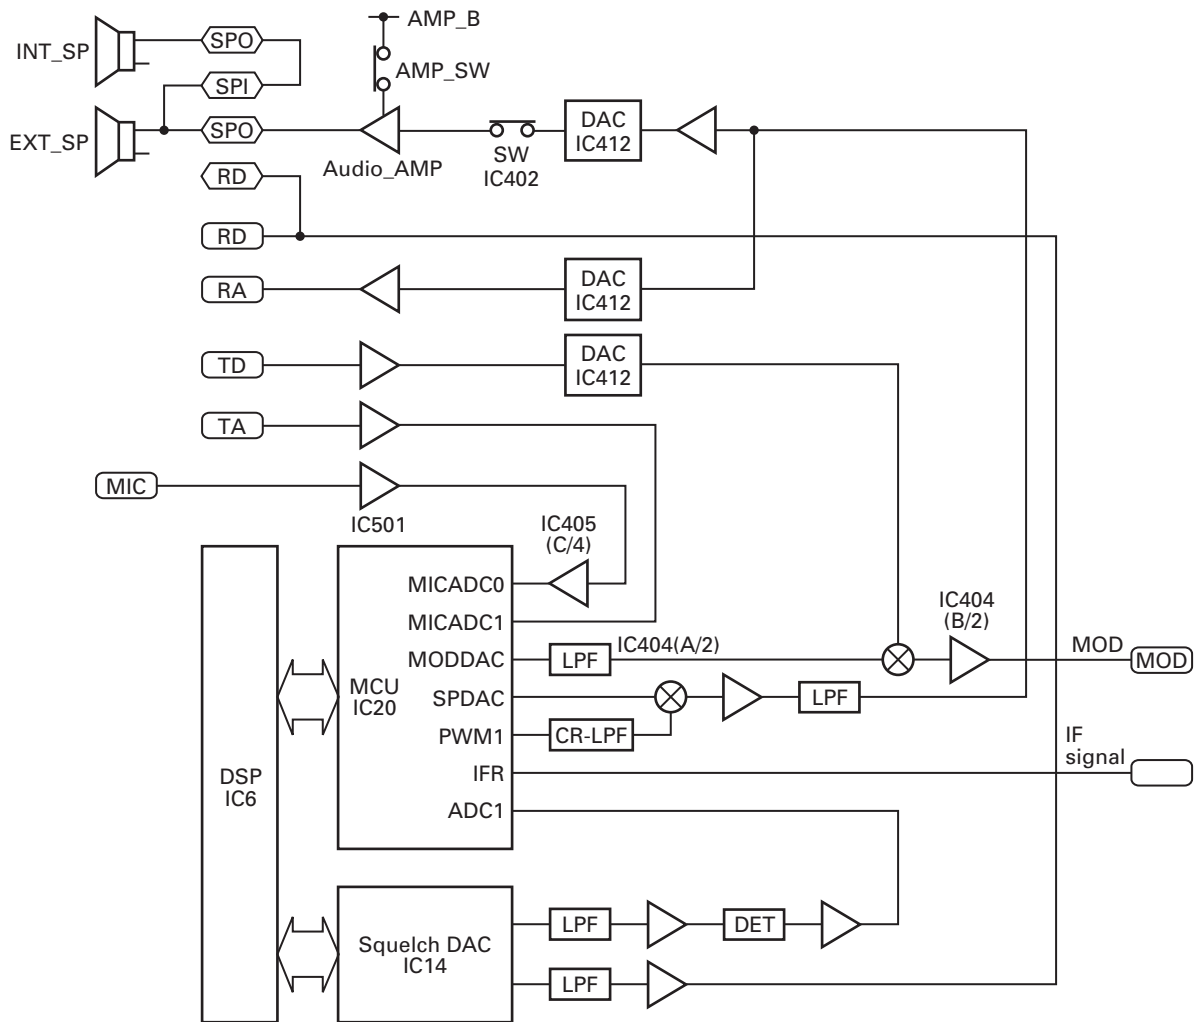 AMP_B
INT_SP
SPO
AMP_SW
SPI
DAC
IC412
EXT_SP
SPO
SW
IC402
Audio_AMP
RD
RD
DAC
IC412
RA
DAC
IC412
TD
TA
MIC
IC501
IC405
(C/4)
MICADC0
MICADC1
IC404
(B/2)
IC404(A/2)
MOD
MODDAC
LPF
MOD
MCU
IC20
SPDAC
LPF
PWM1
CR-LPF
IF
signal
IFR
DSP
IC6
ADC1
LPF
DET
Squelch DAC
IC14
LPF